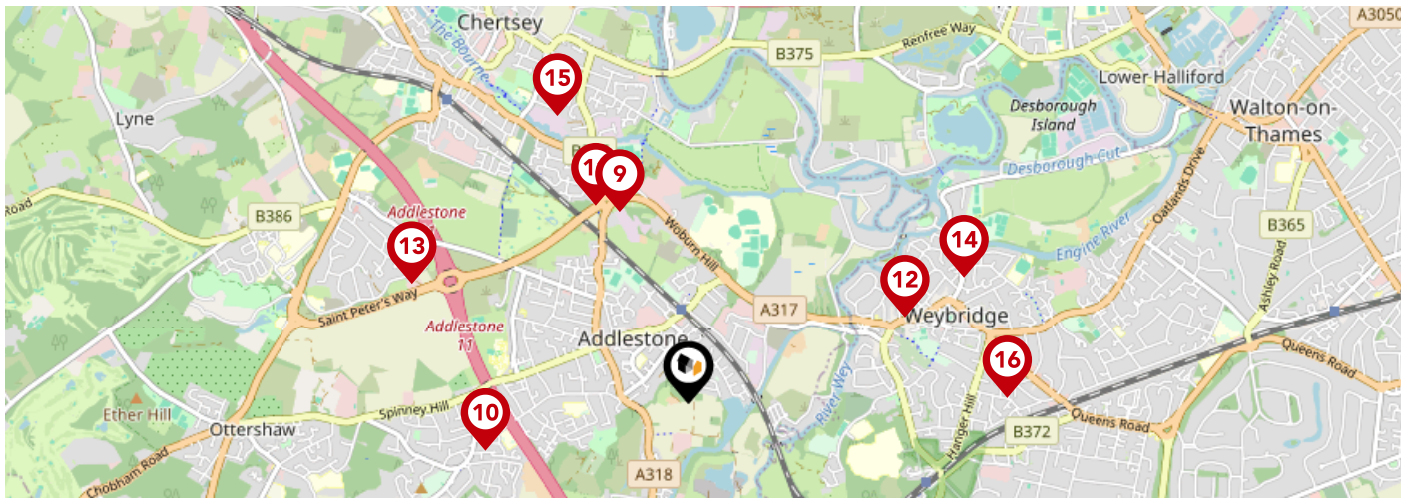 Chertsey
A3050
The Bourne
Renfree Way
B375
15
Lower Halliford
Desborough
Island
Walton-on-
Thames
Lyne
1
9
Desborough Cut
Oatlands Drive
Road
B386
Addlestone
Woburn Hill
Engine River
B365
13
14
12
Ashley Road
Saint Peter's Way
A317
Weybridge
Addlestone
11
Addlestone
16
Queens Road
River Wey
Ether Hill
10
Spinney Hill
Ottershaw
Hanger Hill
Queens Road
B372
Chobham Road
A318